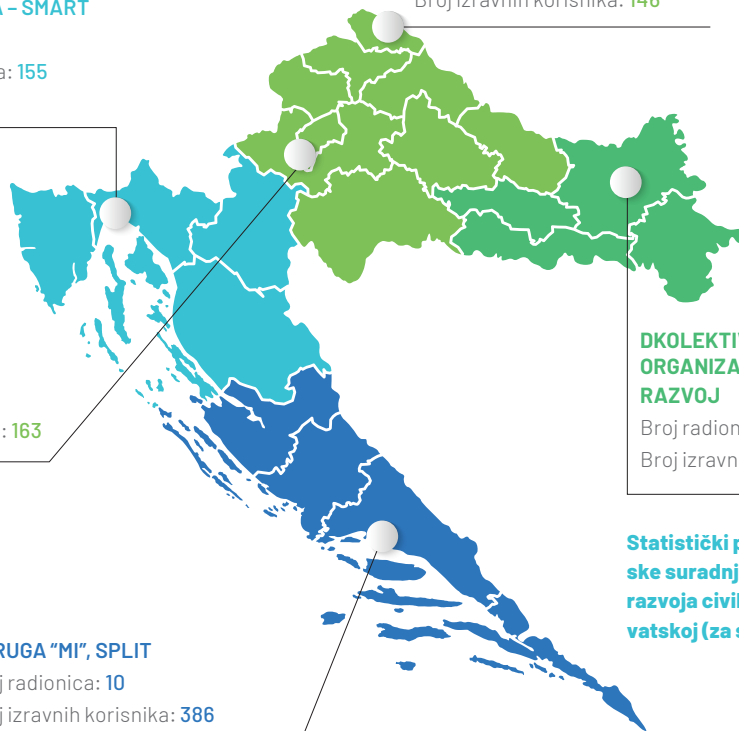 A – SMART
a: 155
Broj izravnih korisnika: 146
: 163
DKOLEKTI
ORGANIZA
RAZVOJ
Broj radion
Broj izravn
Statistički p
ske suradnj
razvoja civil
vatskoj (za s
RUGA “MI”, SPLIT
j radionica: 10
j izravnih korisnika: 386